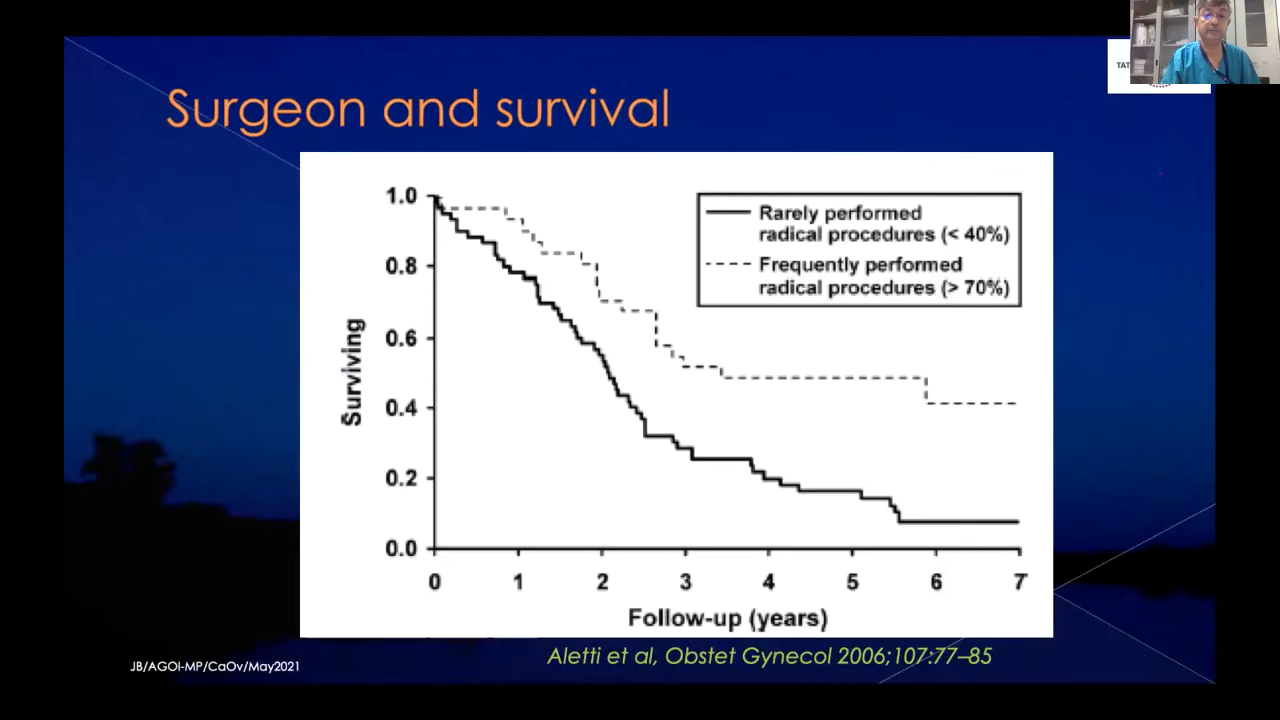 Surgeon and survival
TAT
1.0
0.8
0.6
0.4
0.2
0.0
Surviving
Rarely performed
radical procedures (< 40%)
Frequently performed
radical procedures (> 70%)
0 1 2 3 4 5 6 7
Follow-up (years)
Aletti et al, Obstet Gynecol 2006;107:77–85
JB/AGOI-MP/CaOv/May2021